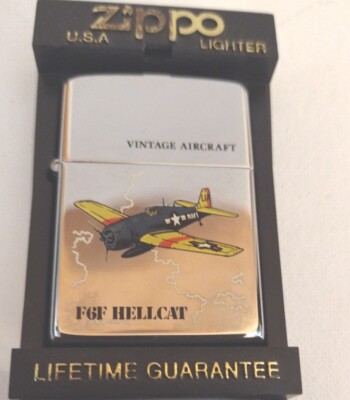 Zippo
U.S.A LIGHTER
VINTAGE AIRCRAFT
F6F HELLCAT
LIFETIME GUARANTEE